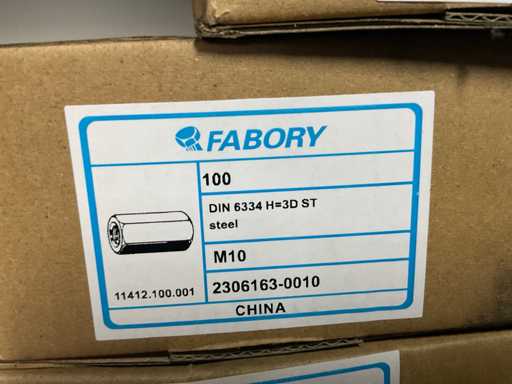 FABORY
100
DIN 6334 H=3D ST
steel
M10
11412.100.001
2306163-0010
CHINA